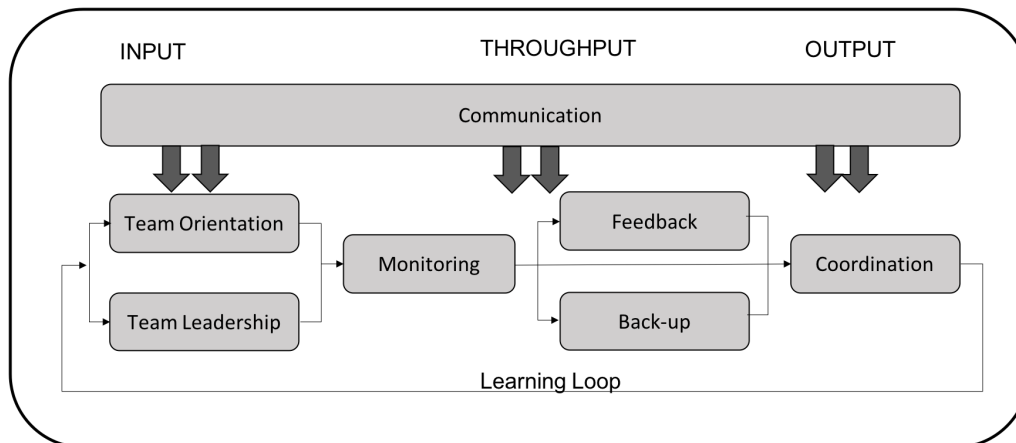 INPUT
THROUGHPUT
OUTPUT
Communication
Team Orientation
Feedback
Monitoring
Coordination
Team Leadership
Back-up
Learning Loop